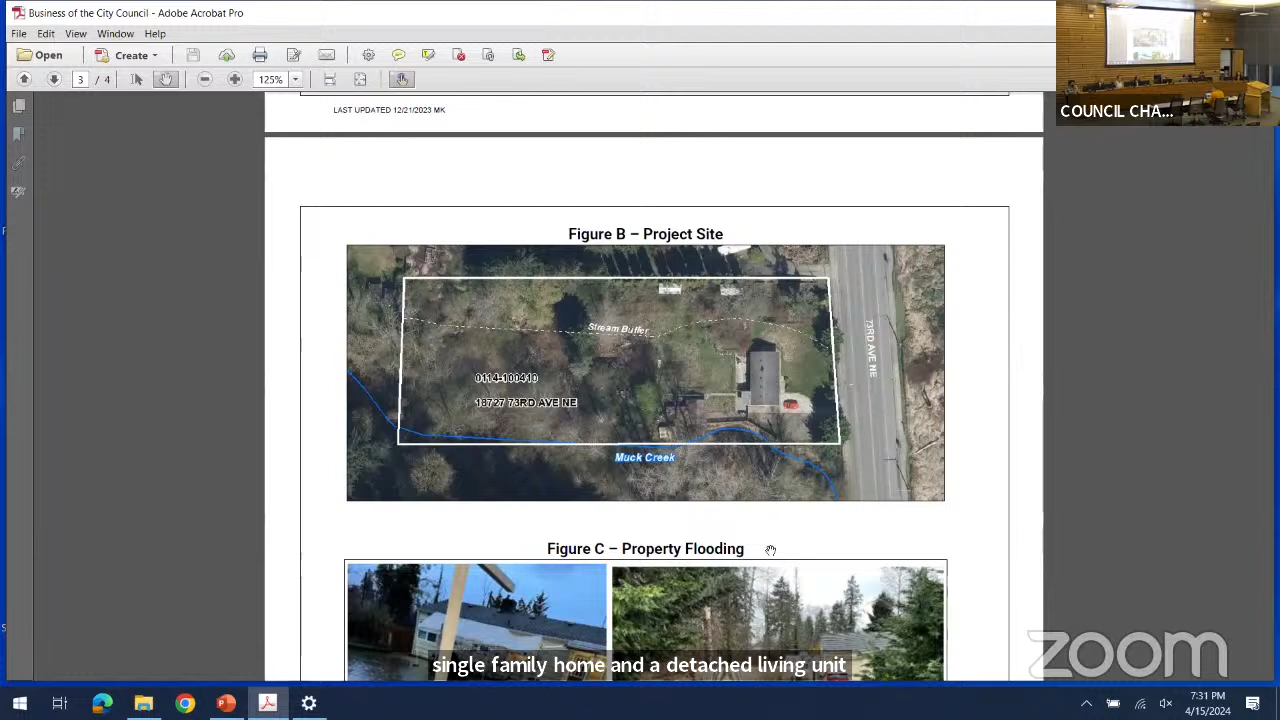 Business of the City Council - Adobe Acrobat Pro
File Edit View Window Help
Open Create
3 / 4 125%
COUNCIL CHA...
LAST UPDATED 12/21/2023 MK
Figure B – Project Site
Stream Buffer
73RD AVE NE
0114-100410
18727 73RD AVE NE
Muck Creek
Figure C – Property Flooding
single family home and a detached living unit
zoom
7:31 PM
4/15/2024